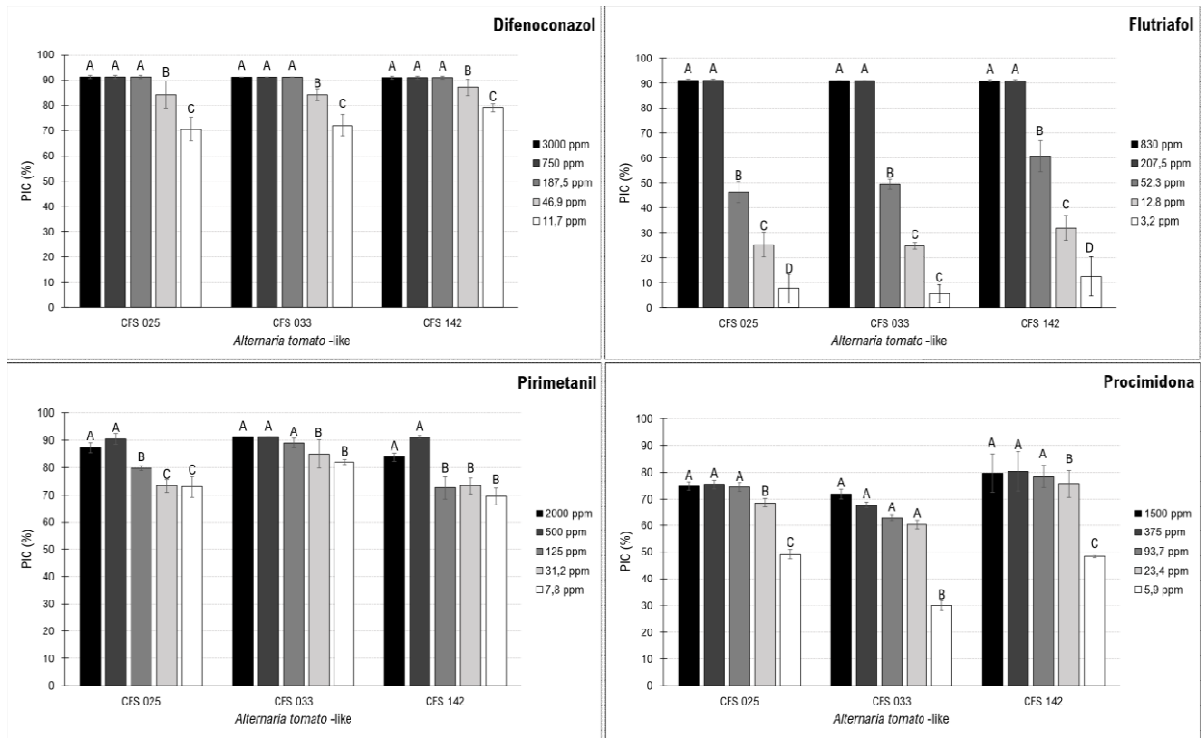 Difenoconazol
A A A B C
A A A B C
A A A B C
100
90
80
70
60
50
40
30
20
10
0
PIC (%)
CFS 025 CFS 033 CFS 142
Alternaria tomato -like
3000 ppm
750 ppm
187,5 ppm
46,9 ppm
11,7 ppm
Flutriafol
A A B C D
A A B C C
A A B C D
100
90
80
70
60
50
40
30
20
10
0
PIC (%)
CFS 025 CFS 033 CFS 142
Alternaria tomato -like
830 ppm
207,5 ppm
52,3 ppm
12,8 ppm
3,2 ppm
Pirimetanil
A A B C C
A A A B B
A A B B B
100
90
80
70
60
50
40
30
20
10
0
PIC (%)
CFS 025 CFS 033 CFS 142
Alternaria tomato -like
2000 ppm
500 ppm
125 ppm
31,2 ppm
7,8 ppm
Procimidona
A A A B C
A A A A B
A A A B C
100
90
80
70
60
50
40
30
20
10
0
PIC (%)
CFS 025 CFS 033 CFS 142
Alternaria tomato -like
1500 ppm
375 ppm
93,7 ppm
23,4 ppm
5,9 ppm